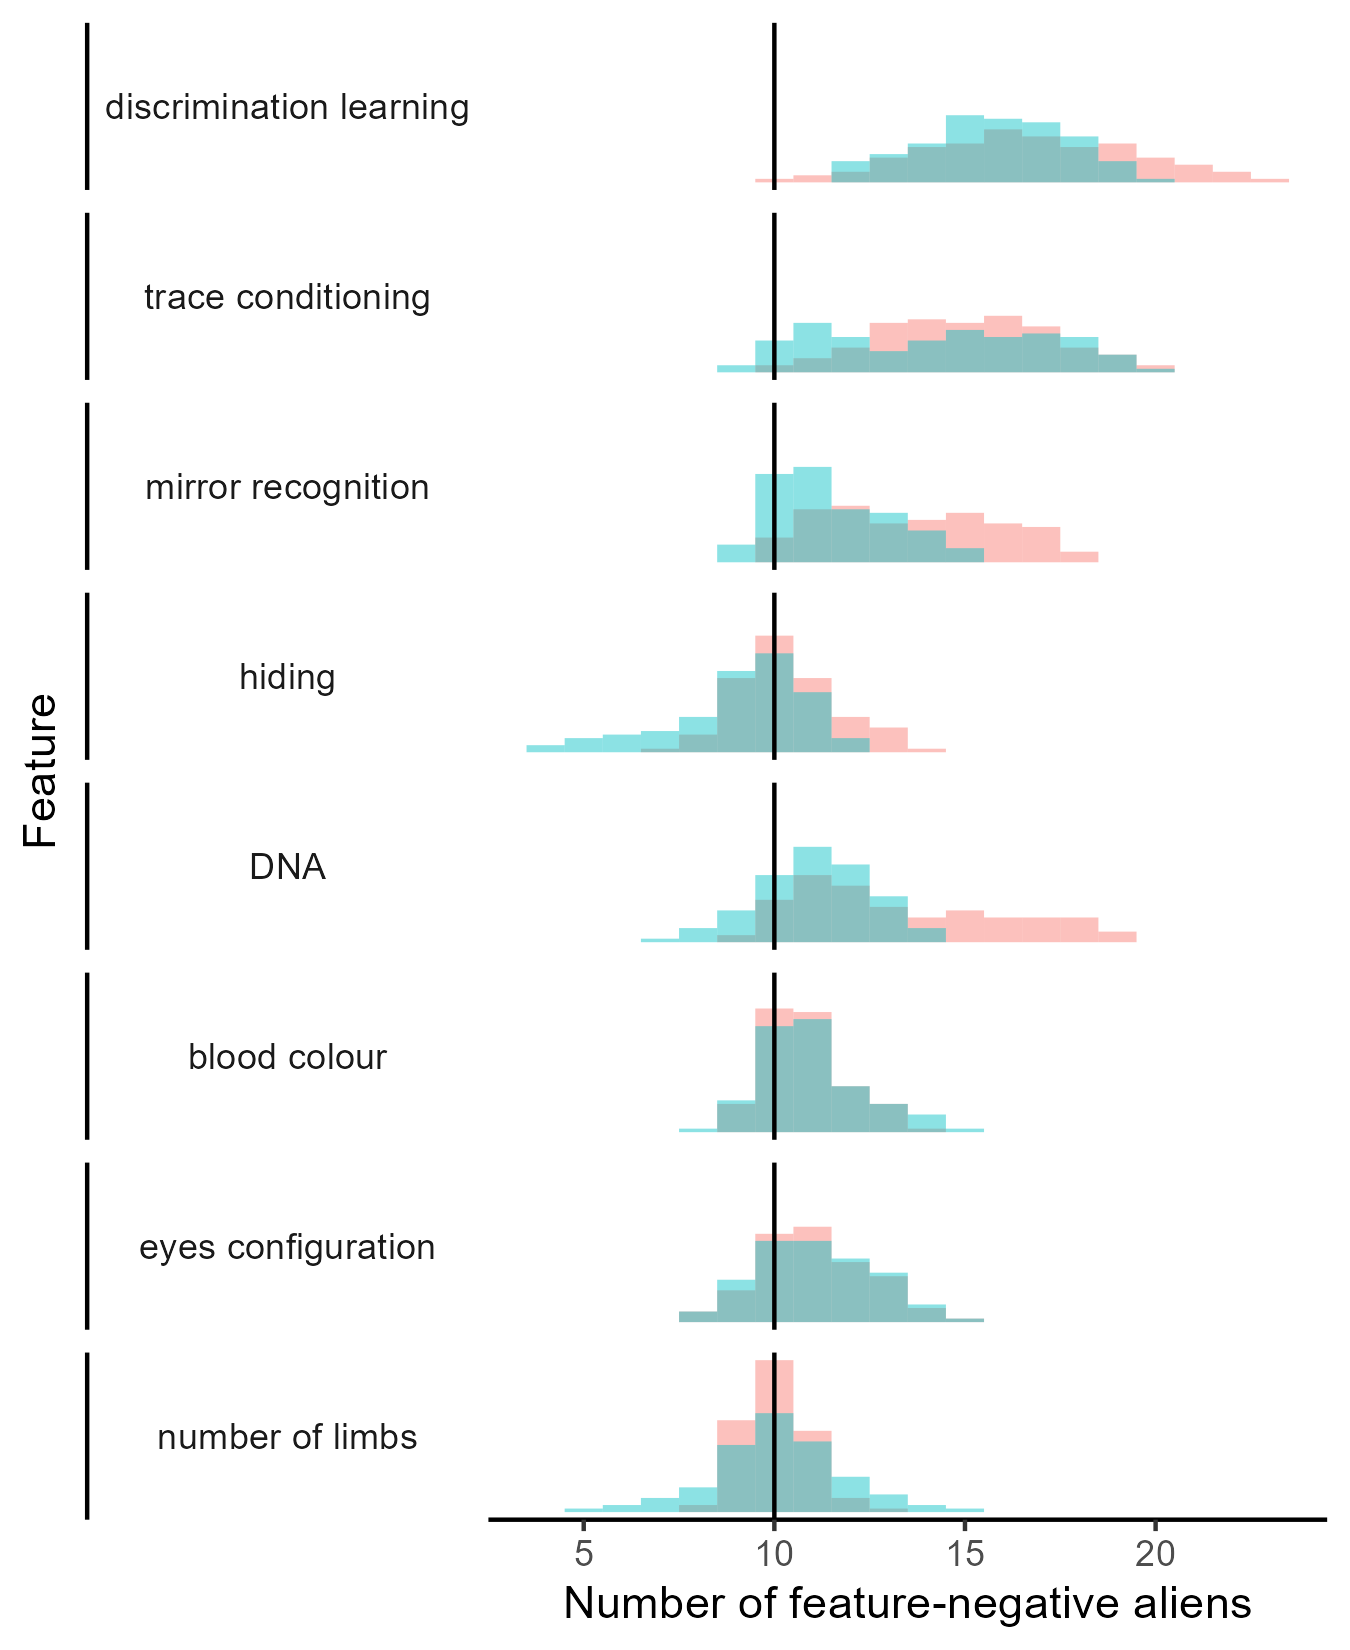 Feature
discrimination learning
trace conditioning
mirror recognition
hiding
DNA
blood colour
eyes configuration
number of limbs
5 10 15 20
Number of feature-negative aliens